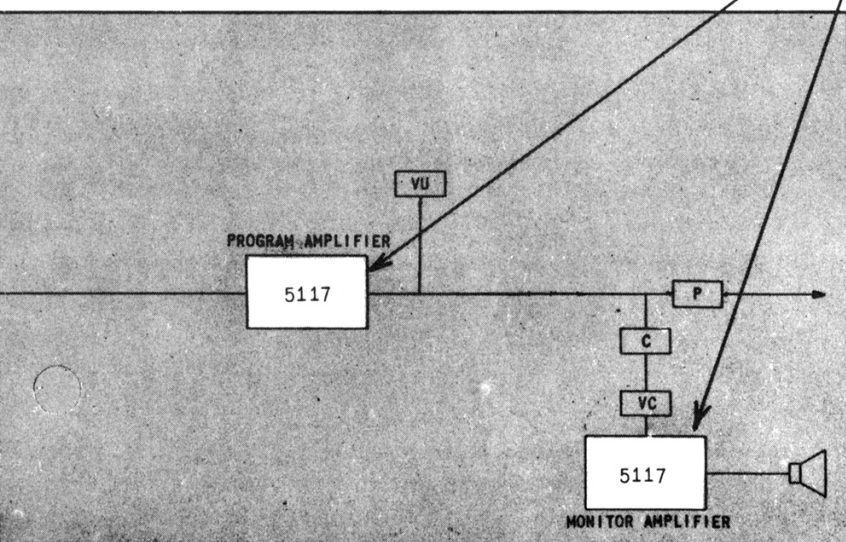 VU
PROGRAM AMPLIFIER
5117
P
C
VC
5117
MONITOR AMPLIFIER